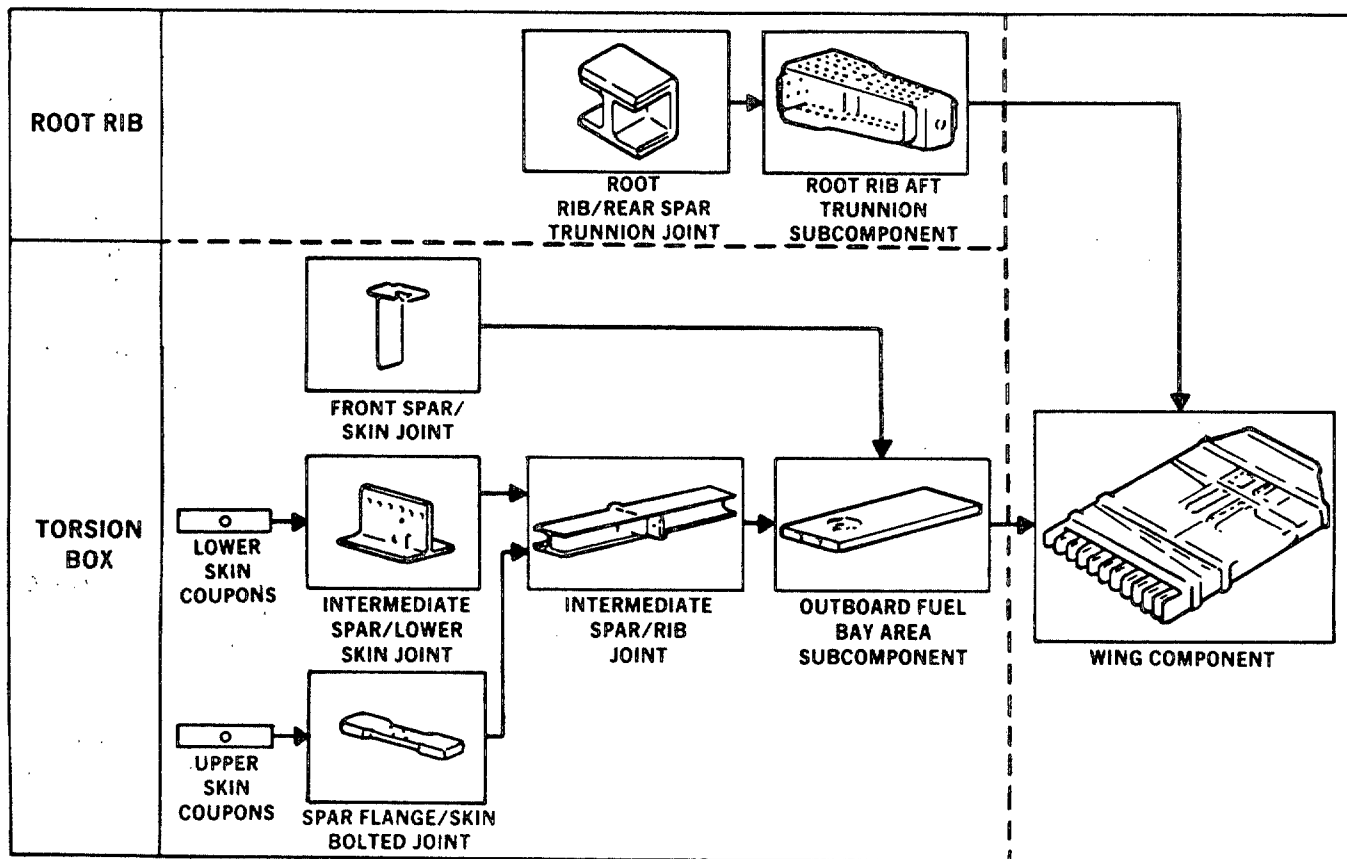 ROOT RIB
ROOT
RIB/REAR SPAR
TRUNNION JOINT
ROOT RIB AFT
TRUNNION
SUBCOMPONENT
TORSION
BOX
FRONT SPAR/
SKIN JOINT
LOWER
SKIN
COUPONS
INTERMEDIATE
SPAR/LOWER
SKIN JOINT
INTERMEDIATE
SPAR/RIB
JOINT
OUTBOARD FUEL
BAY AREA
SUBCOMPONENT
WING COMPONENT
UPPER
SKIN
COUPONS
SPAR FLANGE/SKIN
BOLTED JOINT